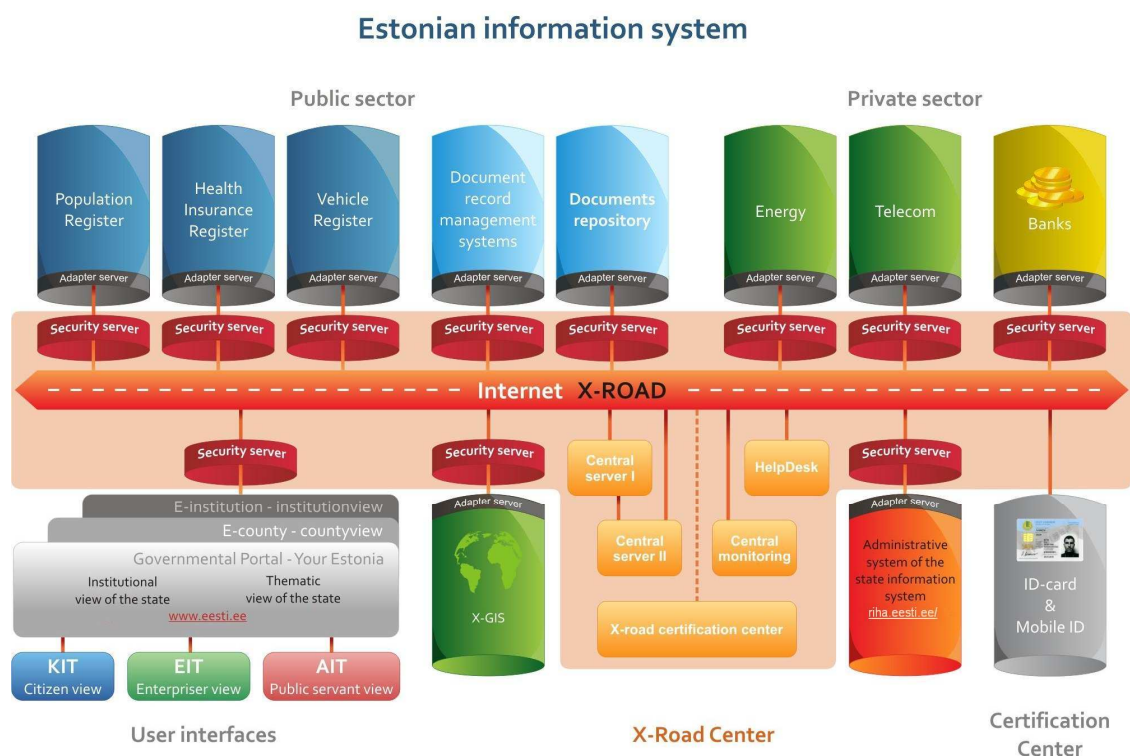 Estonian information system
Public sector
Private sector
Population
Register
Health
Insurance
Register
Vehicle
Register
Document
record
management
systems
Documents
repository
Energy
Telecom
Banks
Adapter server
Adapter server
Adapter server
Adapter server
Adapter server
Adapter server
Adapter server
Adapter server
Security server
Security server
Security server
Security server
Security server
Security server
Security server
Security server
Internet X-ROAD
Security server
Security server
Central
server I
HelpDesk
Security server
E-institution - institutionview
E-county - countyview
Governmental Portal - Your Estonia
Institutional
view of the state
Thematic
view of the state
www.eesti.ee
Adapter server
X-GIS
Central
server II
Central
monitoring
X-road certification center
Adapter server
Administrative
system of the
state information
system
riha.eesti.ee/
ID-card
&
Mobile ID
KIT
Citizen view
EIT
Enterpriser view
AIT
Public servant view
User interfaces
X-Road Center
Certification
Center